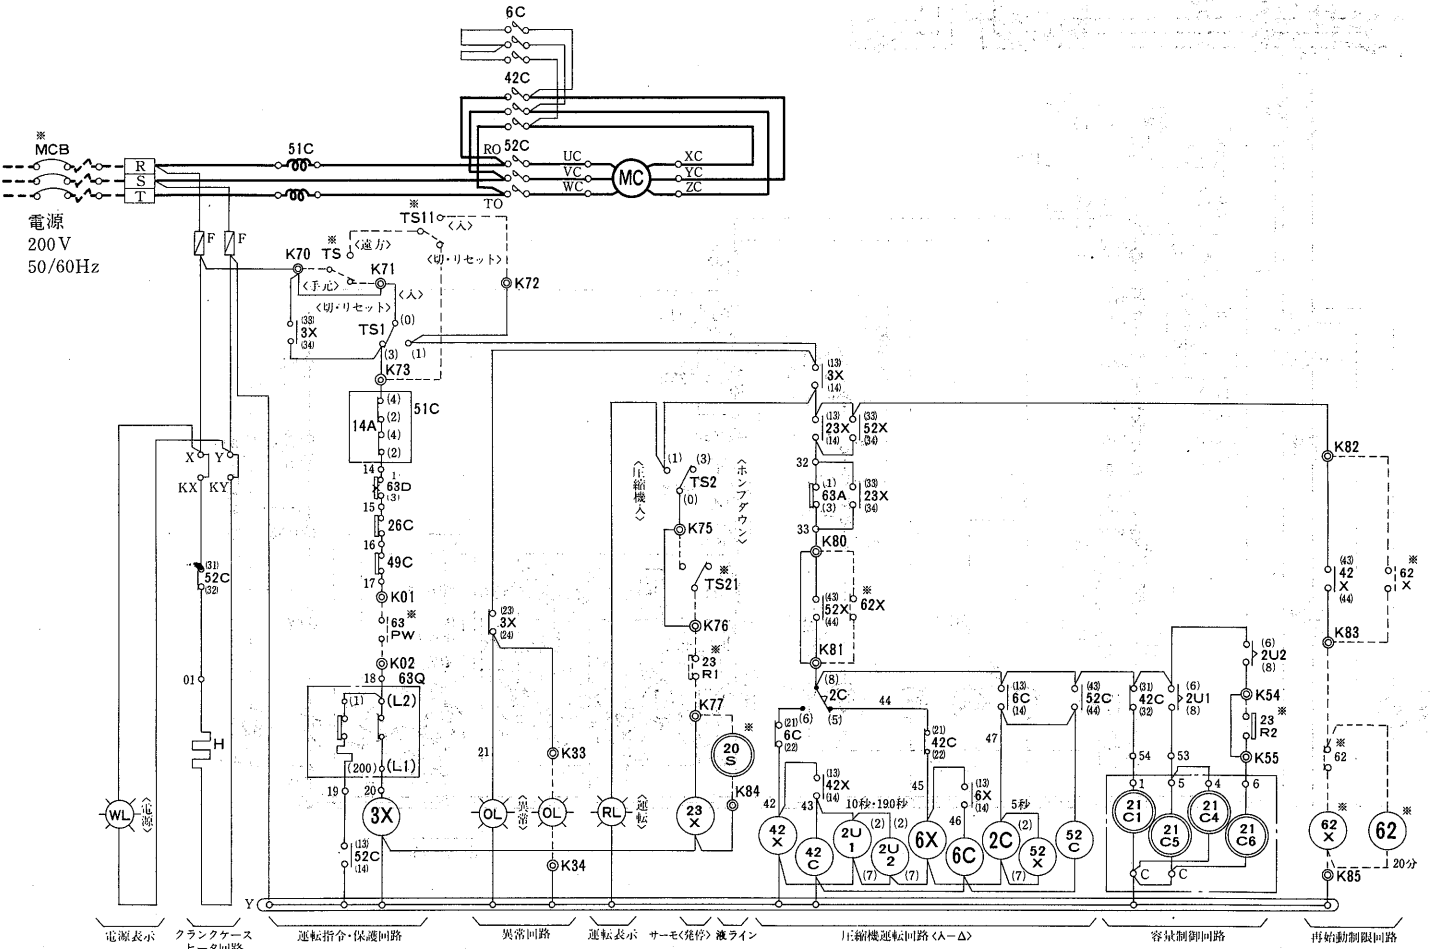 6C
42C
※
MCB
51C
RO
52C
UC
XC
R
S
T
VC
MC
YC
WC
ZC
TO
電源
200V
50/60Hz
F
F
※
TS11
〈入〉
K70
※
TS
〈遠方〉
K71
〈切・リセット〉
K72
〈手元〉
〈入〉
〈切・リセット〉
(33)
3X
(34)
TS1
(0)
(3)
(1)
K73
(13)
3X
(14)
(4)
51C
14A
(2)
(4)
(2)
(13)
23X
(14)
(33)
52X
(34)
K82
X
Y
KX
KY
14
1
63D
(3)
15
26C
16
49C
17
K01
※
63
PW
K02
18
63Q
(1)
(L2)
(200)
(L1)
19
20
3X
(13)
52C
(14)
(31)
52C
(32)
01
H
WL
〈電源〉
(23)
3X
(24)
21
K33
OL
〈異常〉
OL
K34
RL
〈運転〉
〈圧縮機入〉
(1)
(3)
TS2
(0)
〈ポンプダウン〉
K75
※
TS21
K76
※
23
R1
K77
※
20
S
K84
23
X
32
(1)
63A
(3)
(33)
23X
(34)
33
K80
(43)
52X
(44)
※
62X
K81
(8)
2C
(6)
(5)
44
(21)
6C
(22)
(21)
42C
(22)
(13)
6C
(14)
(43)
52C
(44)
(31)
42C
(32)
(6)
2U1
(8)
(6)
2U2
(8)
K54
23
※
R2
K55
47
45
54
53
(13)
42X
(14)
42
43
10秒・190秒
(13)
6X
(14)
46
5秒
(2)
(2)
(2)
42
X
42
C
2U
1
2U
2
6X
6C
2C
52
X
52
C
(7)
(7)
(7)
1
5
4
6
21
C1
21
C5
21
C4
21
C6
C
C
(43)
42
X
(44)
※
62
X
K83
※
62
※
62
X
※
62
20分
K85
Y
電源表示
クランクケース
ヒータ回路
運転指令・保護回路
異常回路
運転表示
サーモ〈発停〉
液ライン
圧縮機運転回路〈人−Δ〉
容量制御回路
再始動制限回路